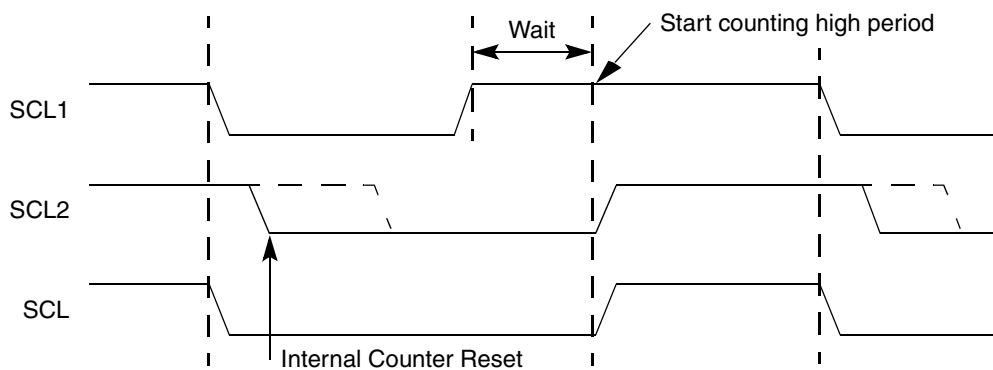 Start counting high period
Wait
SCL1
SCL2
SCL
Internal Counter Reset